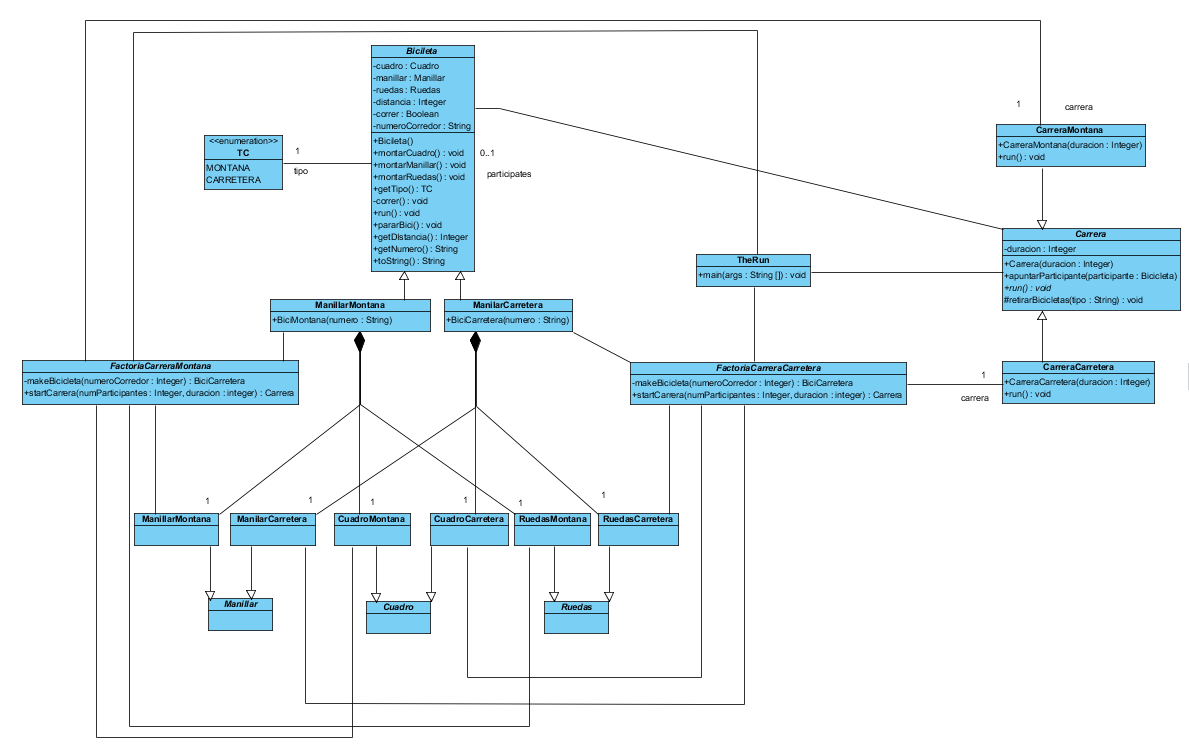 Bicileta
-cuadro : Cuadro
-manillar : Manillar
-ruedas : Ruedas
-distancia : Integer
-correr : Boolean
-numeroCorredor : String
+Bicileta()
+montarCuadro() : void
+montarManillar() : void
+montarRuedas() : void
+getTipo() : TC
-correr() : void
+run() : void
+pararBici() : void
+getDIstancia() : Integer
+getNumero() : String
+toString() : String
<<enumeration>>
TC
MONTANA
CARRETERA
1
tipo
0..1
participates
1
carrera
CarreraMontana
+CarreraMontana(duracion : Integer)
+run() : void
Carrera
-duracion : Integer
+Carrera(duracion : Integer)
+apuntarParticipante(participante : Bicicleta)
+run() : void
#retirarBicicletas(tipo : String) : void
TheRun
+main(args : String []) : void
ManillarMontana
+BiciMontana(numero : String)
ManilarCarretera
+BiciCarretera(numero : String)
FactoriaCarreraMontana
-makeBicicleta(numeroCorredor : Integer) : BiciCarretera
+startCarrera(numParticipantes : Integer, duracion : integer) : Carrera
FactoriaCarreraCarretera
-makeBicicleta(numeroCorredor : Integer) : BiciCarretera
+startCarrera(numParticipantes : Integer, duracion : integer) : Carrera
1
carrera
CarreraCarretera
+CarreraCarretera(duracion : Integer)
+run() : void
1
1
1
1
1
1
ManillarMontana
ManilarCarretera
CuadroMontana
CuadroCarretera
RuedasMontana
RuedasCarretera
Manillar
Cuadro
Ruedas